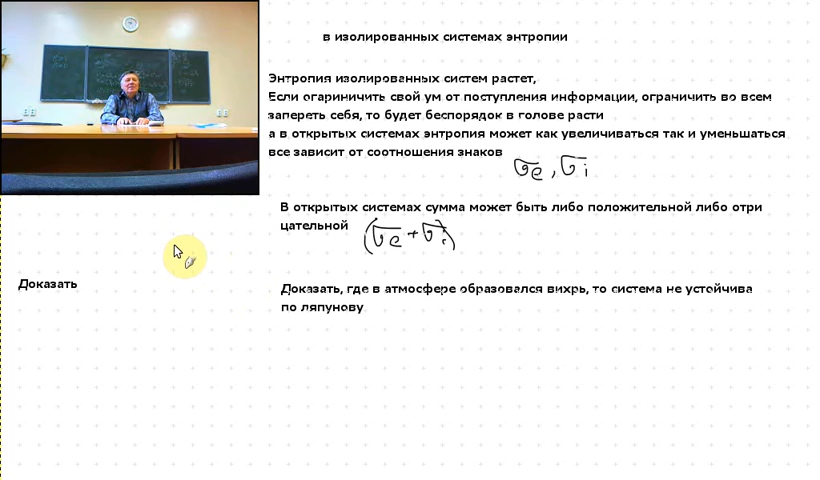 в изолированных системах энтропии
Энтропия изолированных систем растет,
Если огариничить свой ум от поступления информации, ограничить во всем
запереть себя, то будет беспорядок в голове расти
а в открытых системах энтропия может как увеличиваться так и уменьшаться
все зависит от соотношения знаков
σe, σi
В открытых системах сумма может быть либо положительной либо отри
цательной
(σe + σi)
Доказать
Доказать, где в атмосфере образовался вихрь, то система не устойчива
по ляпунову